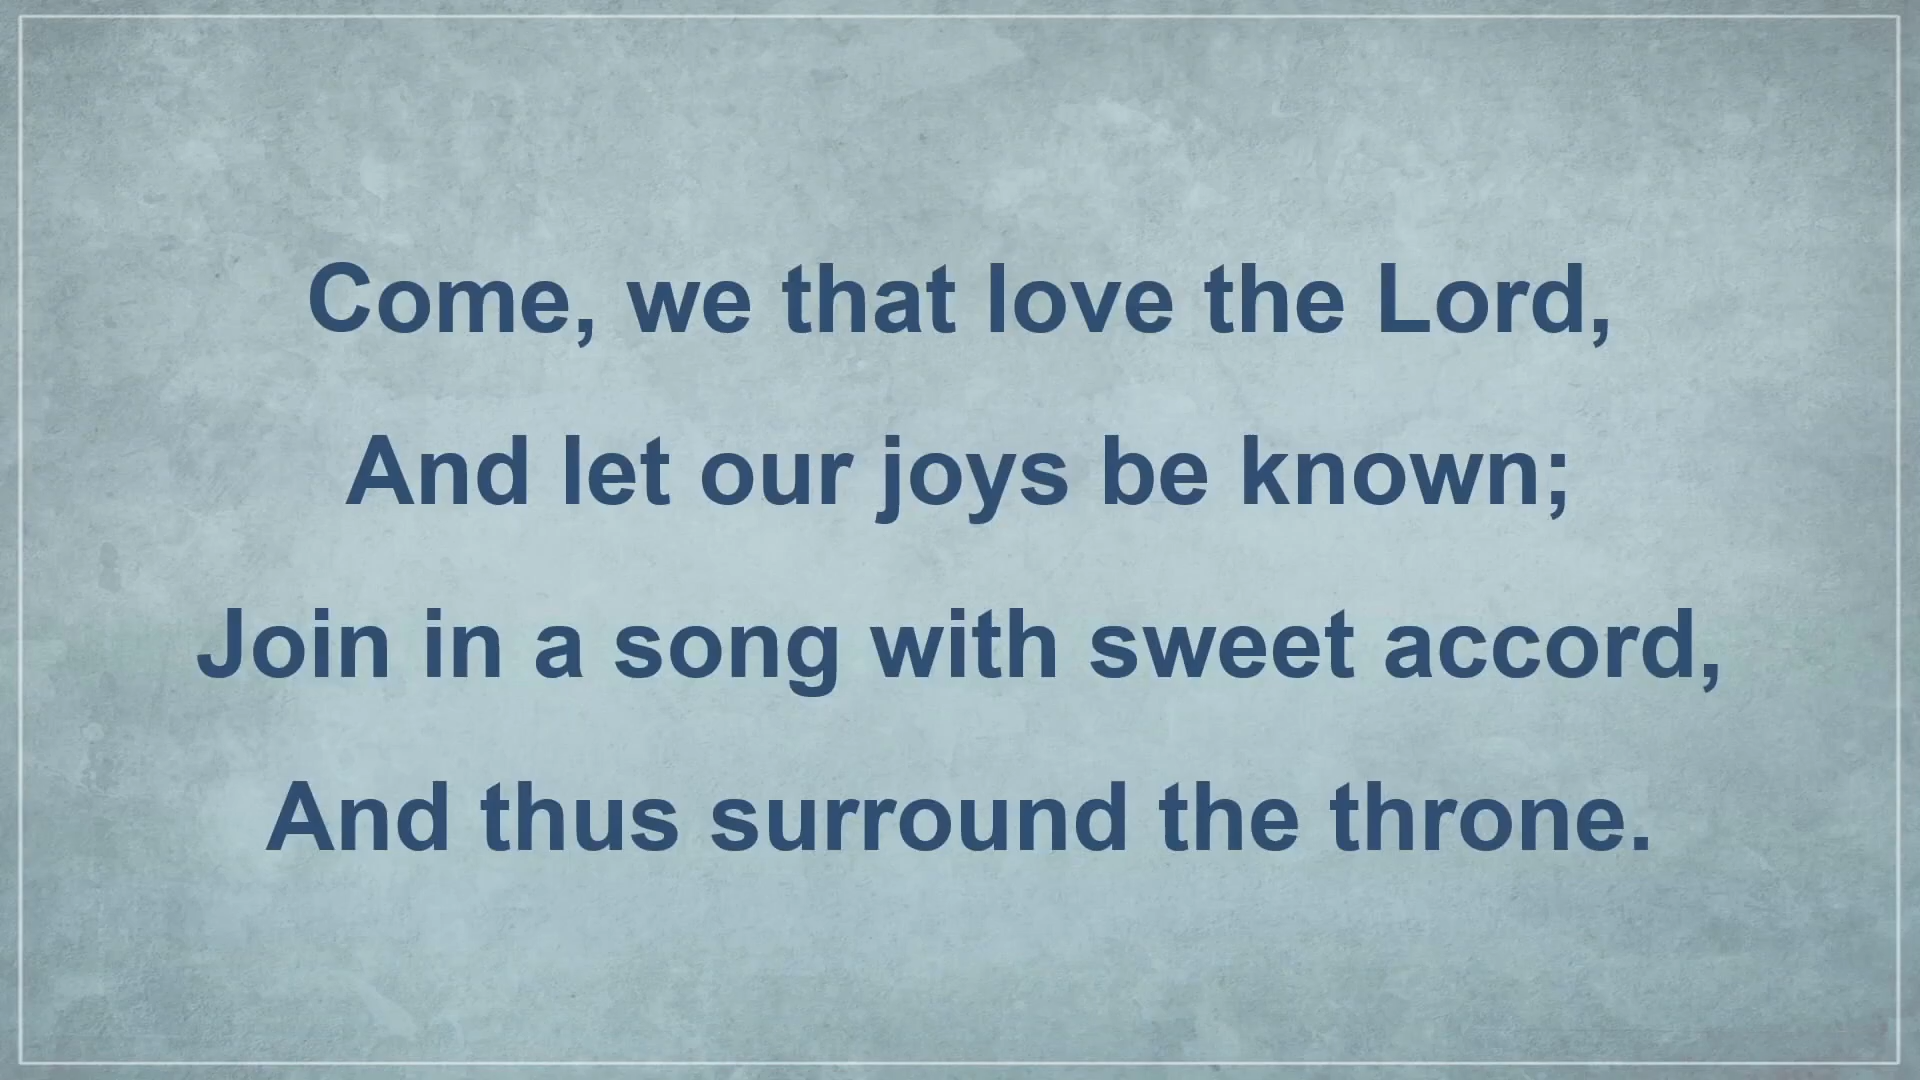 Come, we that love the Lord,
And let our joys be known;
Join in a song with sweet accord,
And thus surround the throne.